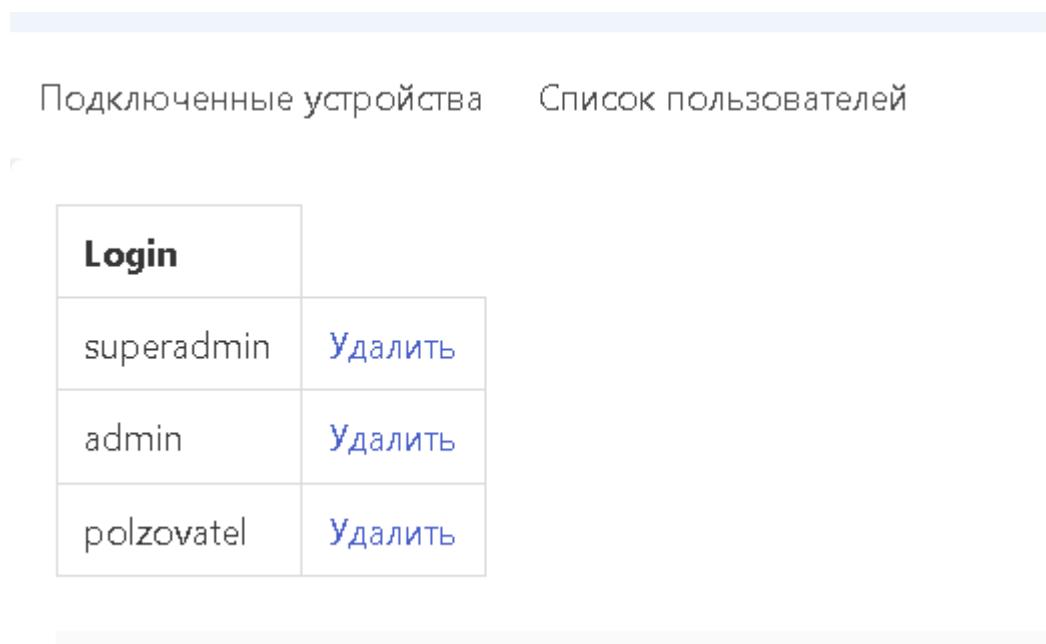 Подключенные устройства Список пользователей
Login
superadmin Удалить
admin Удалить
polzovatel Удалить